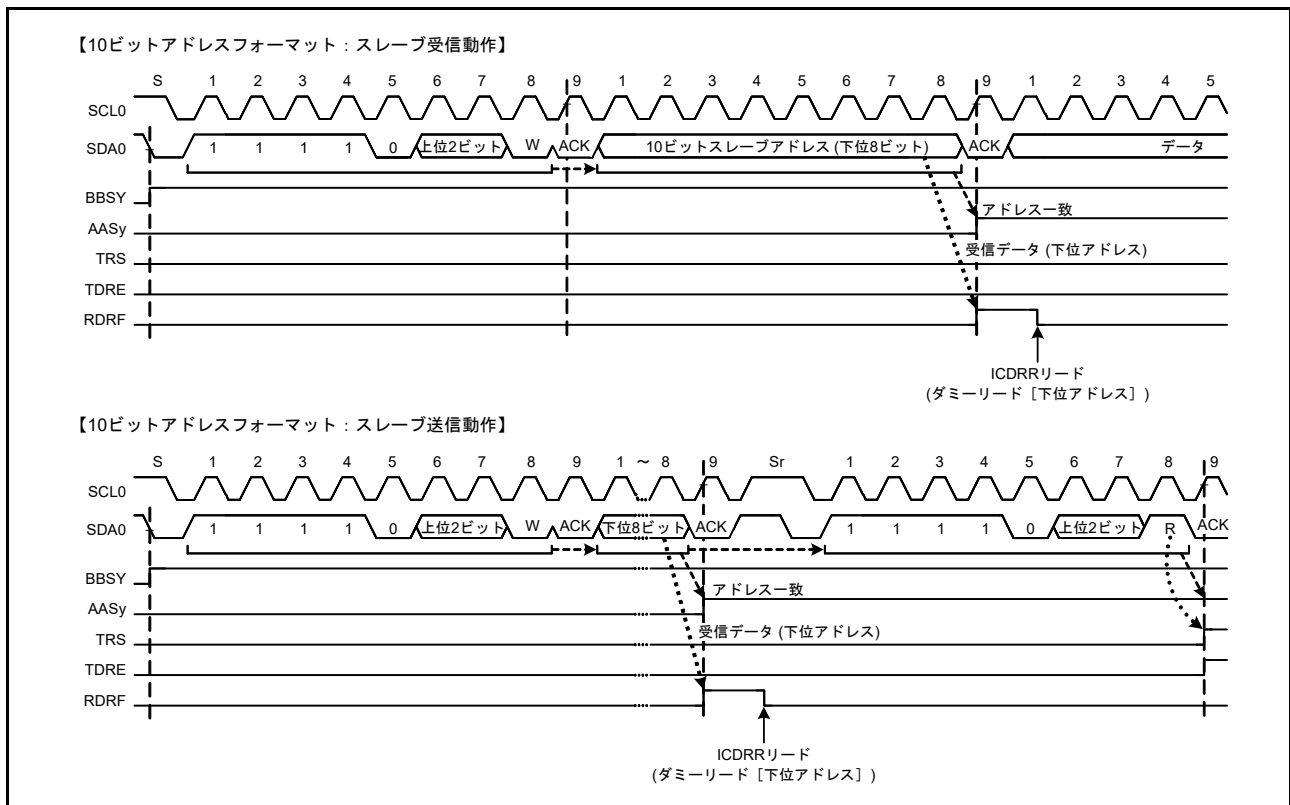 【10ビットアドレスフォーマット：スレーブ受信動作】
S 1 2 3 4 5 6 7 8 9 1 2 3 4 5 6 7 8 9 1 2 3 4 5
SCL0
SDA0 1 1 1 1 0 上位2ビット W ACK 10ビットスレーブアドレス (下位8ビット) ACK データ
BBSY
アドレス一致
AASy
受信データ (下位アドレス)
TRS
TDRE
RDRF
ICDRRリード
(ダミーリード［下位アドレス］)
【10ビットアドレスフォーマット：スレーブ送信動作】
S 1 2 3 4 5 6 7 8 9 1 ～ 8 9 Sr 1 2 3 4 5 6 7 8 9
SCL0
SDA0 1 1 1 1 0 上位2ビット W ACK 下位8ビット ACK 1 1 1 1 0 上位2ビット R ACK
BBSY
アドレス一致
AASy
受信データ (下位アドレス)
TRS
TDRE
RDRF
ICDRRリード
(ダミーリード［下位アドレス］)